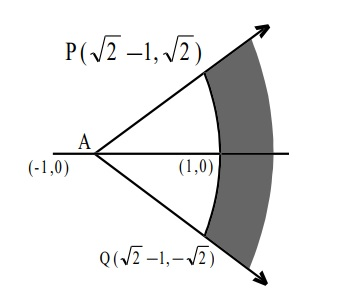 P(√2 −1, √2)
A
(-1,0)
(1,0)
Q(√2 −1,−√2)